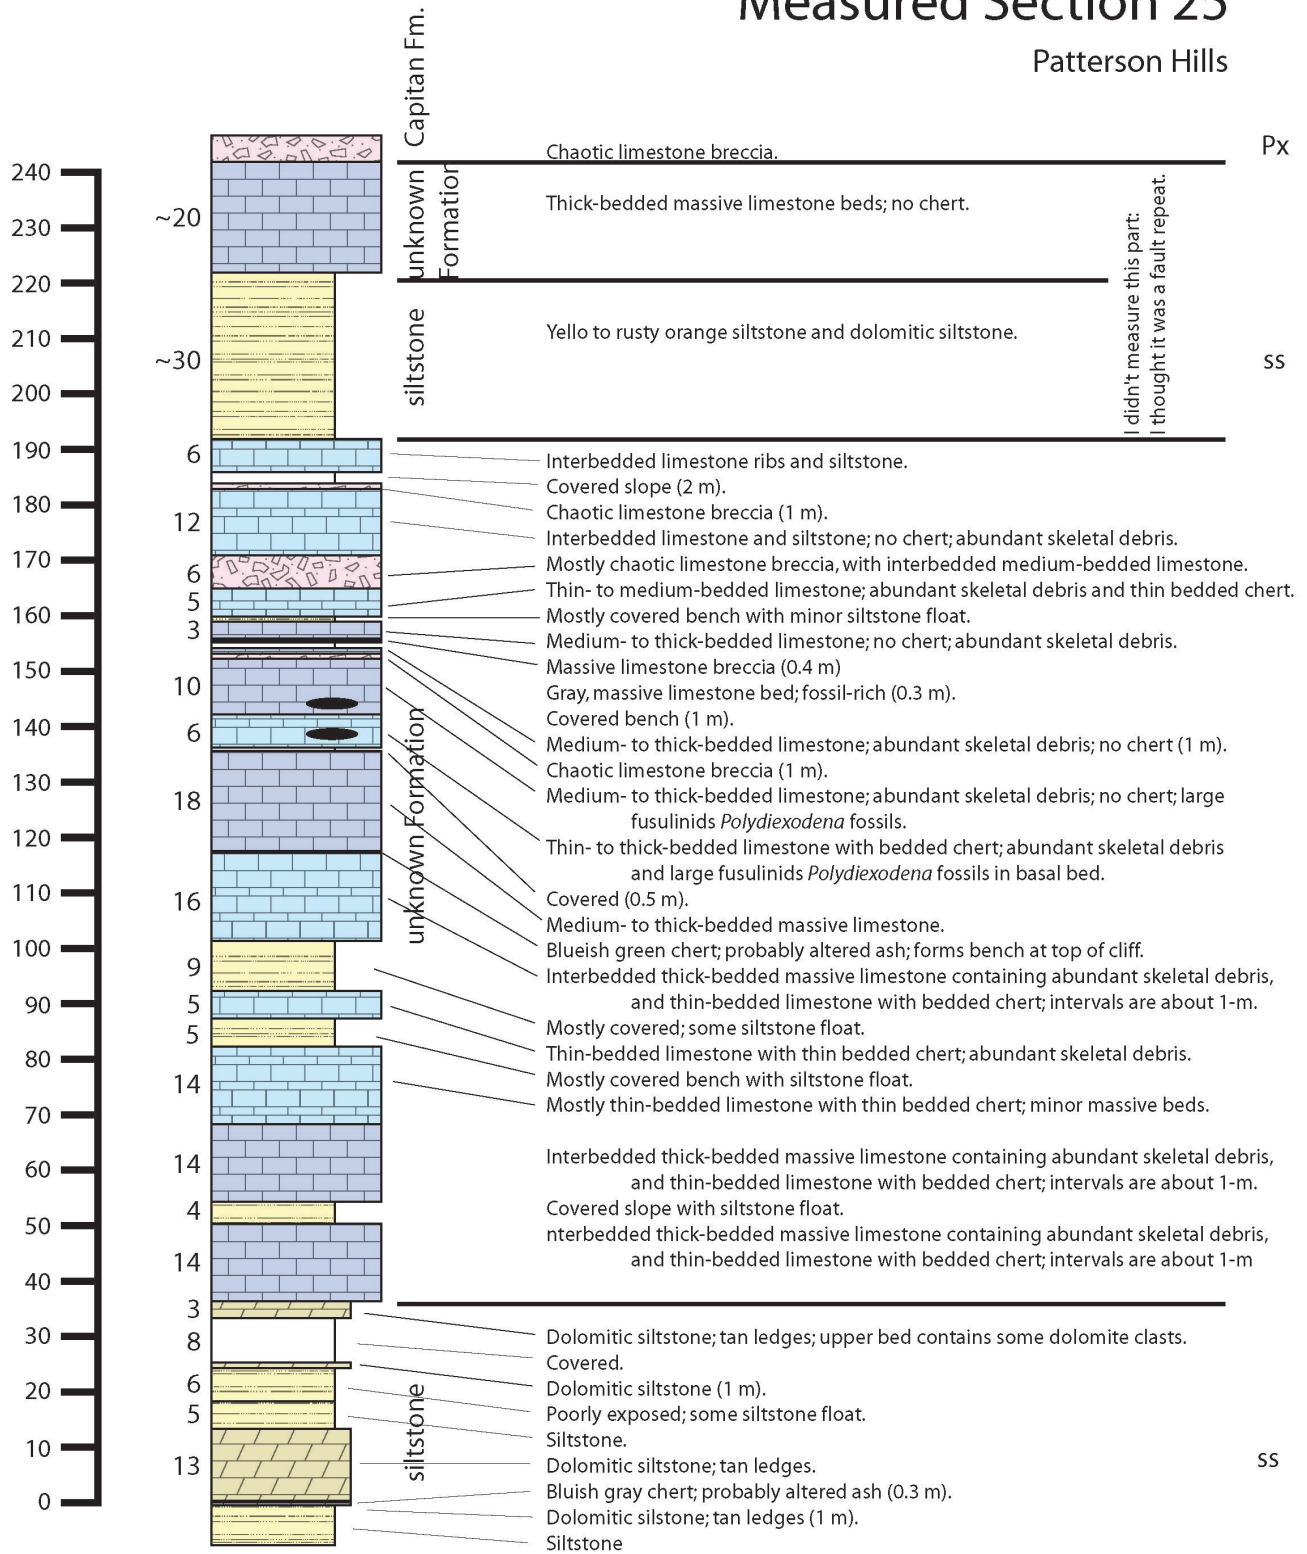 Measured Section 25
Patterson Hills
Capitan Fm.
Px
Chaotic limestone breccia.
240
~20
unknown
Formation
Thick-bedded massive limestone beds; no chert.
230
220
I didn't measure this part:
I thought it was a fault repeat.
~30
siltstone
Yello to rusty orange siltstone and dolomitic siltstone.
ss
210
200
190
6
Interbedded limestone ribs and siltstone.
Covered slope (2 m).
180
Chaotic limestone breccia (1 m).
12
Interbedded limestone and siltstone; no chert; abundant skeletal debris.
170
6
Mostly chaotic limestone breccia, with interbedded medium-bedded limestone.
5
Thin- to medium-bedded limestone; abundant skeletal debris and thin bedded chert.
160
Mostly covered bench with minor siltstone float.
3
Medium- to thick-bedded limestone; no chert; abundant skeletal debris.
Massive limestone breccia (0.4 m)
150
10
Gray, massive limestone bed; fossil-rich (0.3 m).
Covered bench (1 m).
140
6
Medium- to thick-bedded limestone; abundant skeletal debris; no chert (1 m).
Chaotic limestone breccia (1 m).
130
18
Medium- to thick-bedded limestone; abundant skeletal debris; no chert; large
fusulinids Polydiexodena fossils.
unknown Formation
120
Thin- to thick-bedded limestone with bedded chert; abundant skeletal debris
and large fusulinids Polydiexodena fossils in basal bed.
110
16
Covered (0.5 m).
Medium- to thick-bedded massive limestone.
100
Blueish green chert; probably altered ash; forms bench at top of cliff.
9
Interbedded thick-bedded massive limestone containing abundant skeletal debris,
and thin-bedded limestone with bedded chert; intervals are about 1-m.
90
5
Mostly covered; some siltstone float.
5
Thin-bedded limestone with thin bedded chert; abundant skeletal debris.
80
Mostly covered bench with siltstone float.
14
Mostly thin-bedded limestone with thin bedded chert; minor massive beds.
70
14
Interbedded thick-bedded massive limestone containing abundant skeletal debris,
60
and thin-bedded limestone with bedded chert; intervals are about 1-m.
4
Covered slope with siltstone float.
50
nterbedded thick-bedded massive limestone containing abundant skeletal debris,
14
and thin-bedded limestone with bedded chert; intervals are about 1-m
40
3
30
8
Dolomitic siltstone; tan ledges; upper bed contains some dolomite clasts.
Covered.
20
6
Dolomitic siltstone (1 m).
5
Poorly exposed; some siltstone float.
siltstone
10
Siltstone.
13
Dolomitic siltstone; tan ledges.
ss
0
Bluish gray chert; probably altered ash (0.3 m).
Dolomitic silstone; tan ledges (1 m).
Siltstone